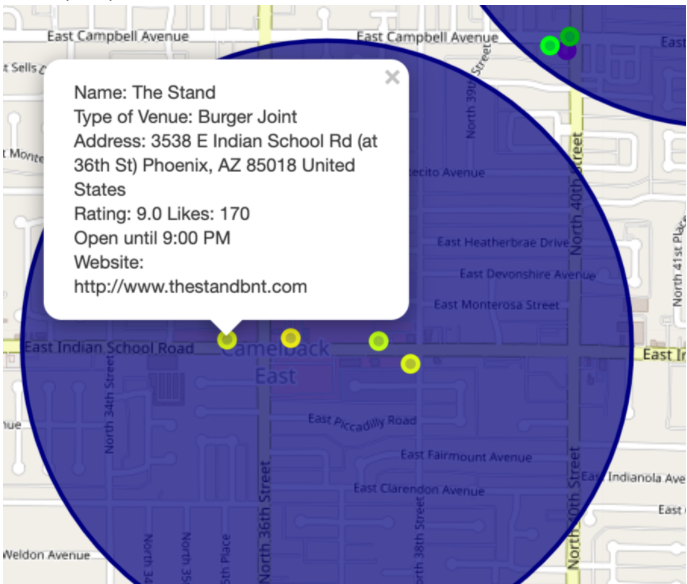 East Campbell Avenue
East Campbell Avenue
East
t Sells
North 39th Street
×
Name: The Stand
Type of Venue: Burger Joint
Address: 3538 E Indian School Rd (at
36th St) Phoenix, AZ 85018 United
States
Rating: 9.0 Likes: 170
Open until 9:00 PM
Website:
http://www.thestandbnt.com
t Monte
ecito Avenue
North 40th Street
North 41st Place
East Heatherbrae Drive
East Devonshire Avenue
East Monterosa Street
East Indian School Road
Camelback
East
East In
North 34th Street
nue
East Piccadilly Road
East Fairmount Avenue
East Clarendon Avenue
East Indianola Ave
North 36th Street
North 38th Street
North 40th Street
East
Weldon Avenue
North 34
North 35
5th Place